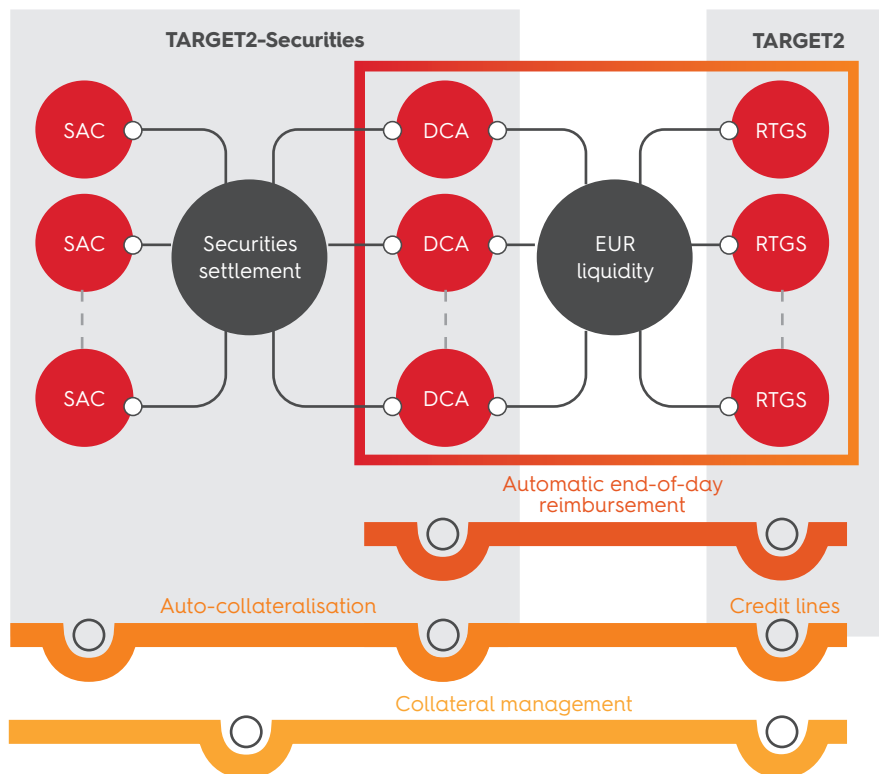 TARGET2-Securities
TARGET2
SAC
DCA
RTGS
SAC
Securities
settlement
DCA
EUR
liquidity
RTGS
SAC
DCA
RTGS
Automatic end-of-day
reimbursement
Auto-collateralisation
Credit lines
Collateral management